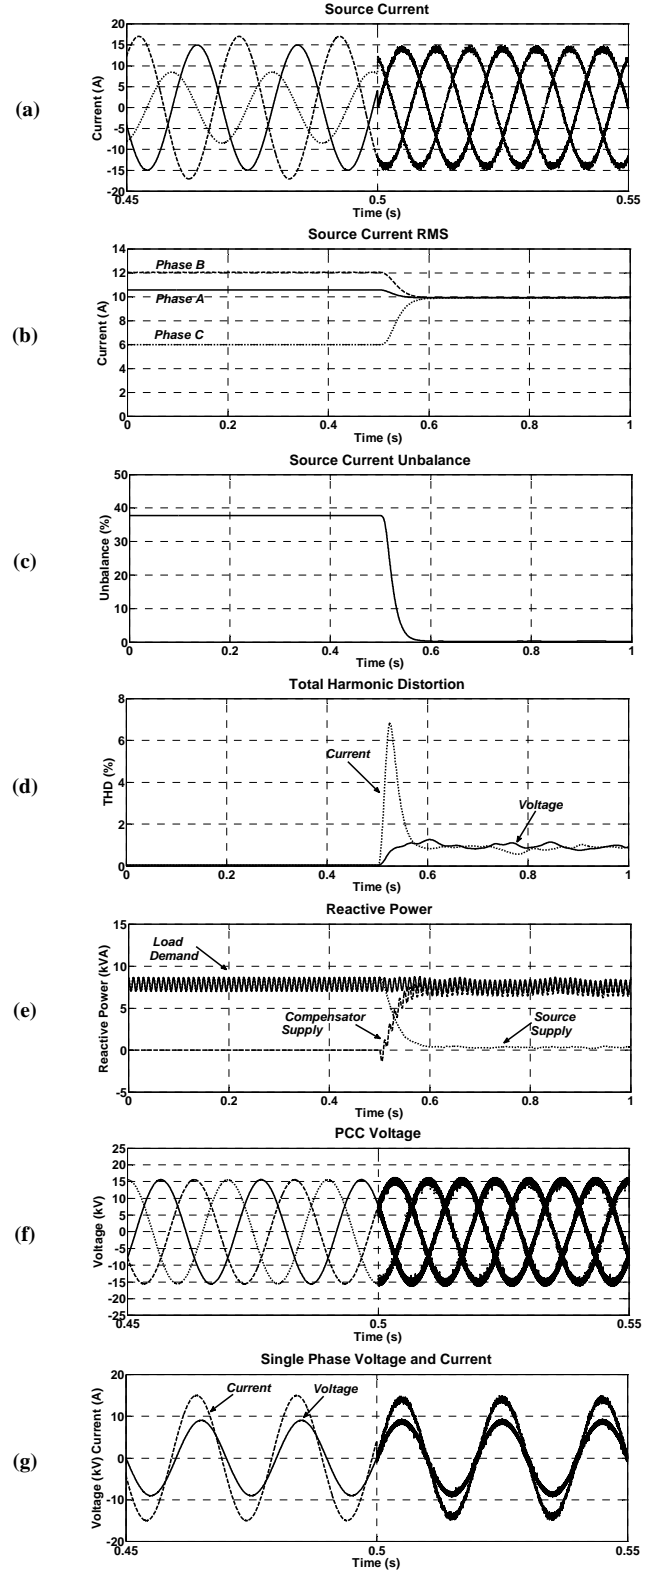 Source Current
(a)
Current (A)
20
15
10
5
0
-5
-10
-15
20
0.45
0.5
0.55
Time (s)
Source Current RMS
(b)
Current (A)
14
12
10
8
6
4
2
0
Phase B
Phase A
Phase C
0
0.2
0.4
0.6
0.8
1
Time (s)
Source Current Unbalance
(c)
Unbalance (%)
50
40
30
20
10
0
0
0.2
0.4
0.6
0.8
1
Time (s)
Total Harmonic Distortion
(d)
THD (%)
8
6
4
2
0
Current
Voltage
0
0.2
0.4
0.6
0.8
1
Time (s)
Reactive Power
(e)
Reactive Power (kVA)
15
10
5
0
-5
Load
Demand
Compensator
Supply
Source
Supply
0
0.2
0.4
0.6
0.8
1
Time (s)
PCC Voltage
(f)
Voltage (kV)
25
20
15
10
5
0
-5
-10
-15
-20
-25
0.45
0.5
0.55
Time (s)
Single Phase Voltage and Current
(g)
Voltage (kV) Current (A)
20
10
0
-10
-20
Current
Voltage
0.45
0.5
0.55
Time (s)